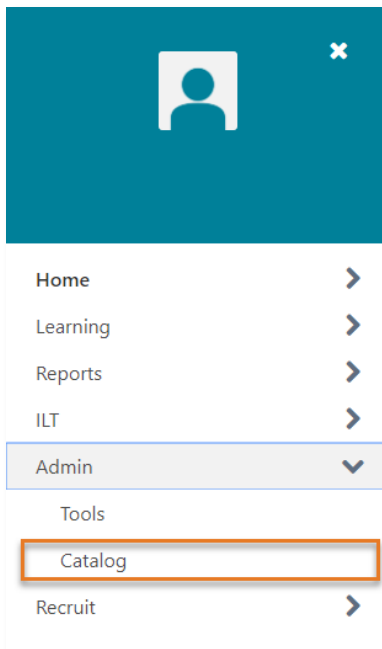 Home
Learning
Reports
ILT
Admin
Tools
Catalog
Recruit